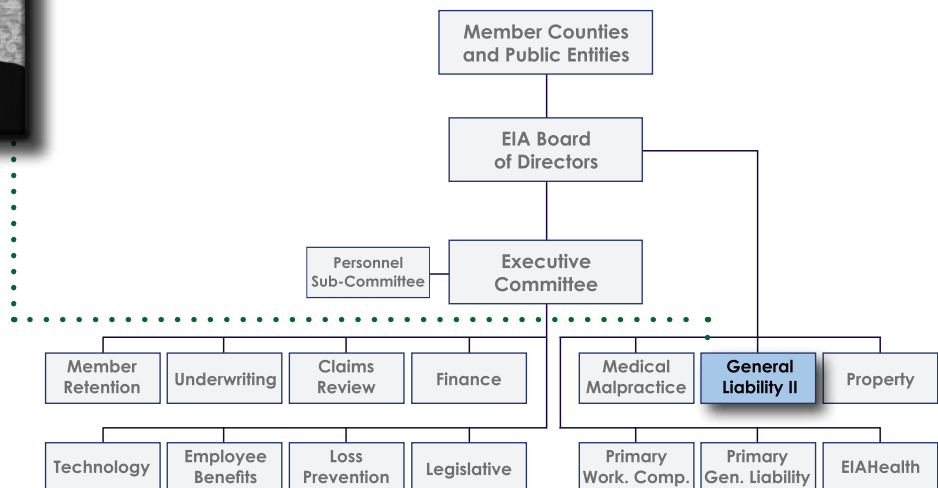 Member Counties
and Public Entities
EIA Board
of Directors
Personnel
Sub-Committee
Executive
Committee
Member
Retention
Underwriting
Claims
Review
Finance
Medical
Malpractice
General
Liability II
Property
Technology
Employee
Benefits
Loss
Prevention
Legislative
Primary
Work. Comp.
Primary
Gen. Liability
EIAHealth